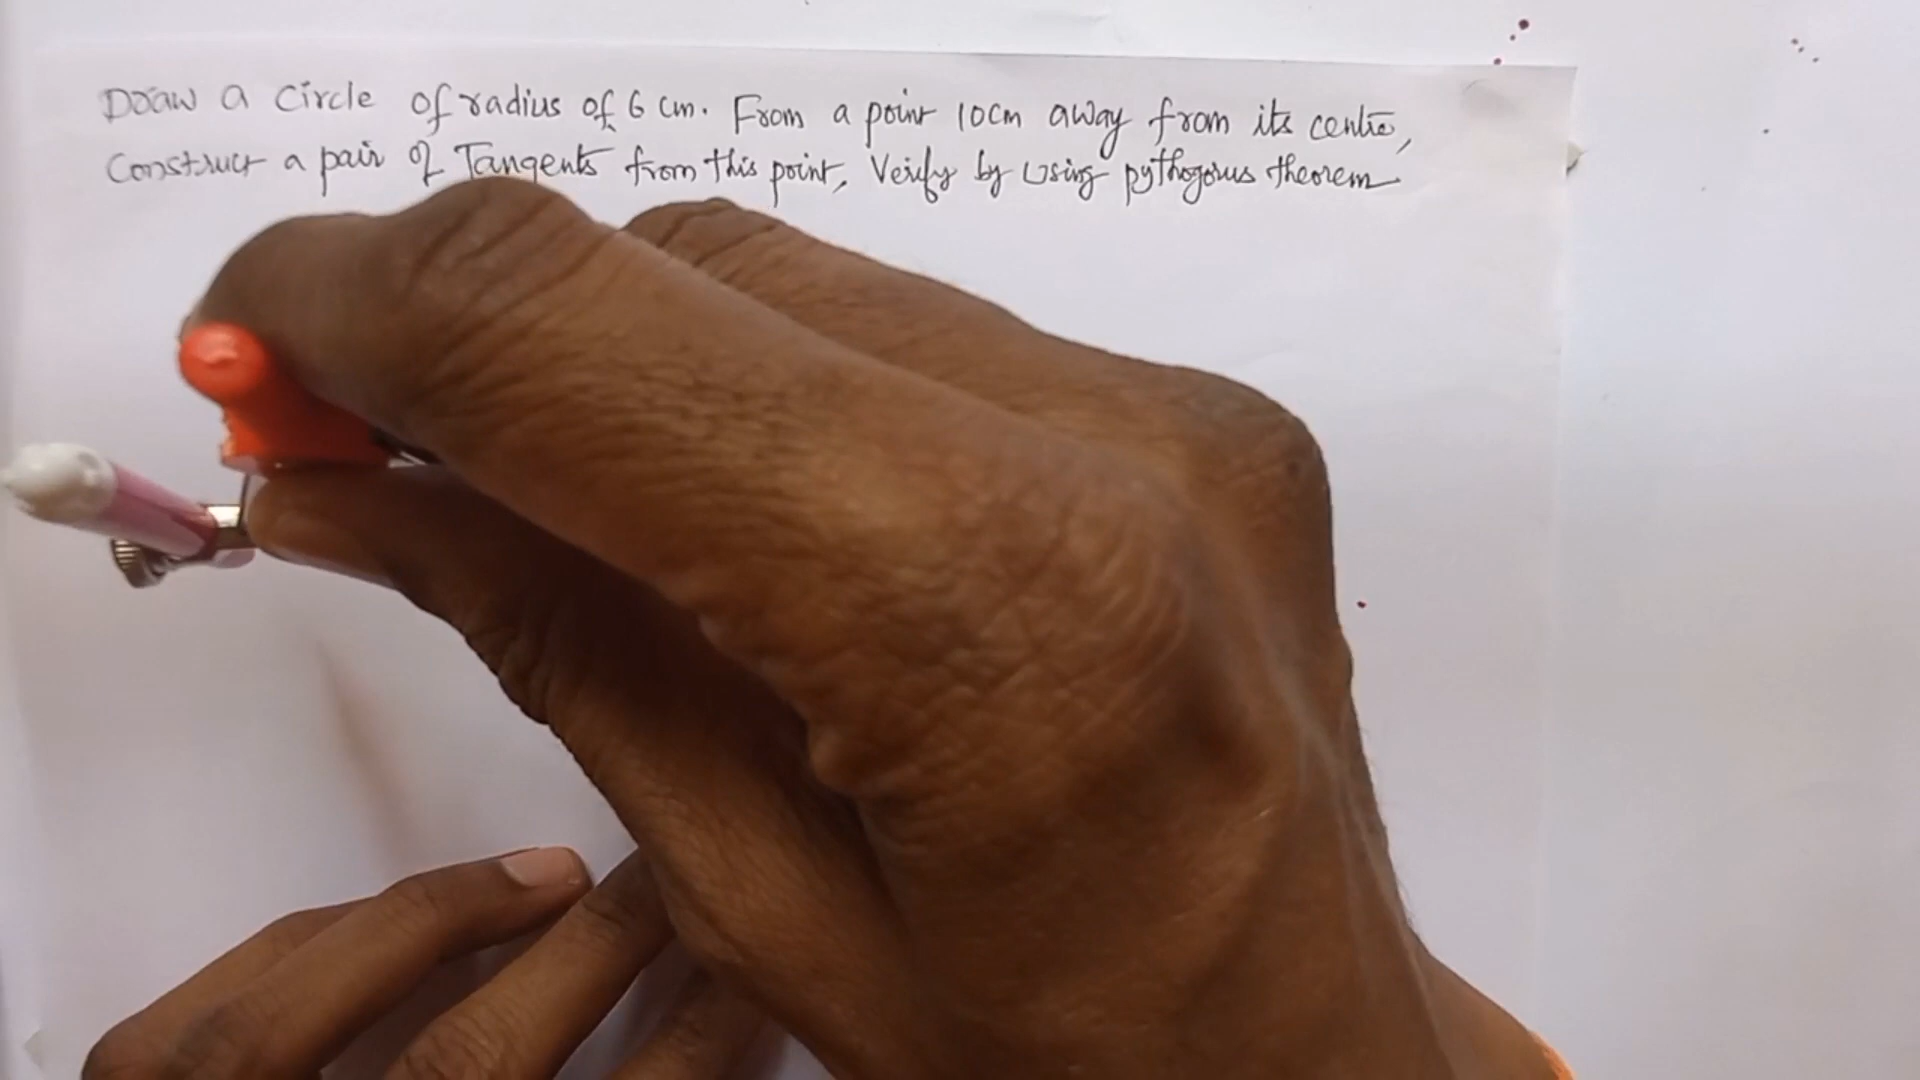 Draw a Circle of radius of 6 cm. From a point 10cm away from its centre,
Construct a pair of Tangents from this point, Verify by Using pythogorus theorem.